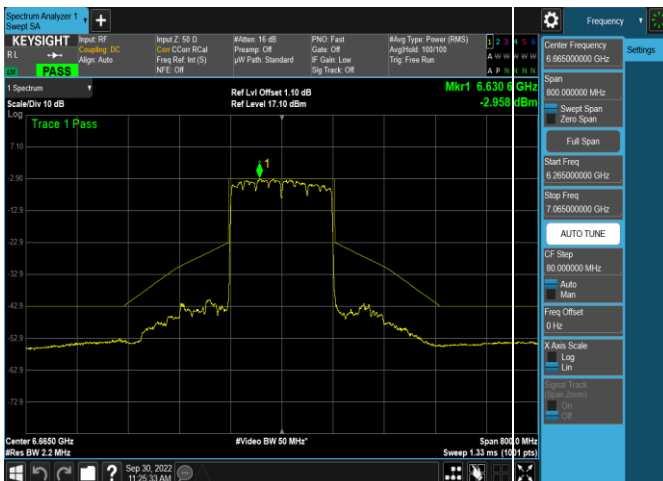 Spectrum Analyzer 1
Swept SA
+
Frequency
KEYSIGHT
RL
PASS
Input: RF
Coupling: DC
Align: Auto
Input Z: 50 Ω
Corr CCorr RCal
Freq Ref: Int (S)
NFE: Off
#Atten: 16 dB
Preamp: Off
µW Path: Standard
PNO: Fast
Gate: Off
IF Gain: Low
Sig Track: Off
#Avg Type: Power (RMS)
Avg|Hold: 100/100
Trig: Free Run
1 2 3 4 5 6
A W W W W W
A P N N N N
1 Spectrum
Scale/Div 10 dB
Ref Lvl Offset 1.10 dB
Ref Level 17.10 dBm
Mkr1 6.630 6 GHz
-2.958 dBm
Log
Trace 1 Pass
7.10
-2.90
-12.9
-22.9
-32.9
-42.9
-52.9
-62.9
-72.9
1
Center 6.6650 GHz
#Res BW 2.2 MHz
#Video BW 50 MHz*
Span 800.0 MHz
Sweep 1.33 ms (1001 pts)
Sep 30, 2022
11:25:33 AM
?
Center Frequency
6.665000000 GHz
Settings
Span
800.000000 MHz
Swept Span
Zero Span
Full Span
Start Freq
6.265000000 GHz
Stop Freq
7.065000000 GHz
AUTO TUNE
CF Step
80.000000 MHz
Auto
Man
Freq Offset
0 Hz
X Axis Scale
Log
Lin
Signal Track
(Span Zoom)
On
Off